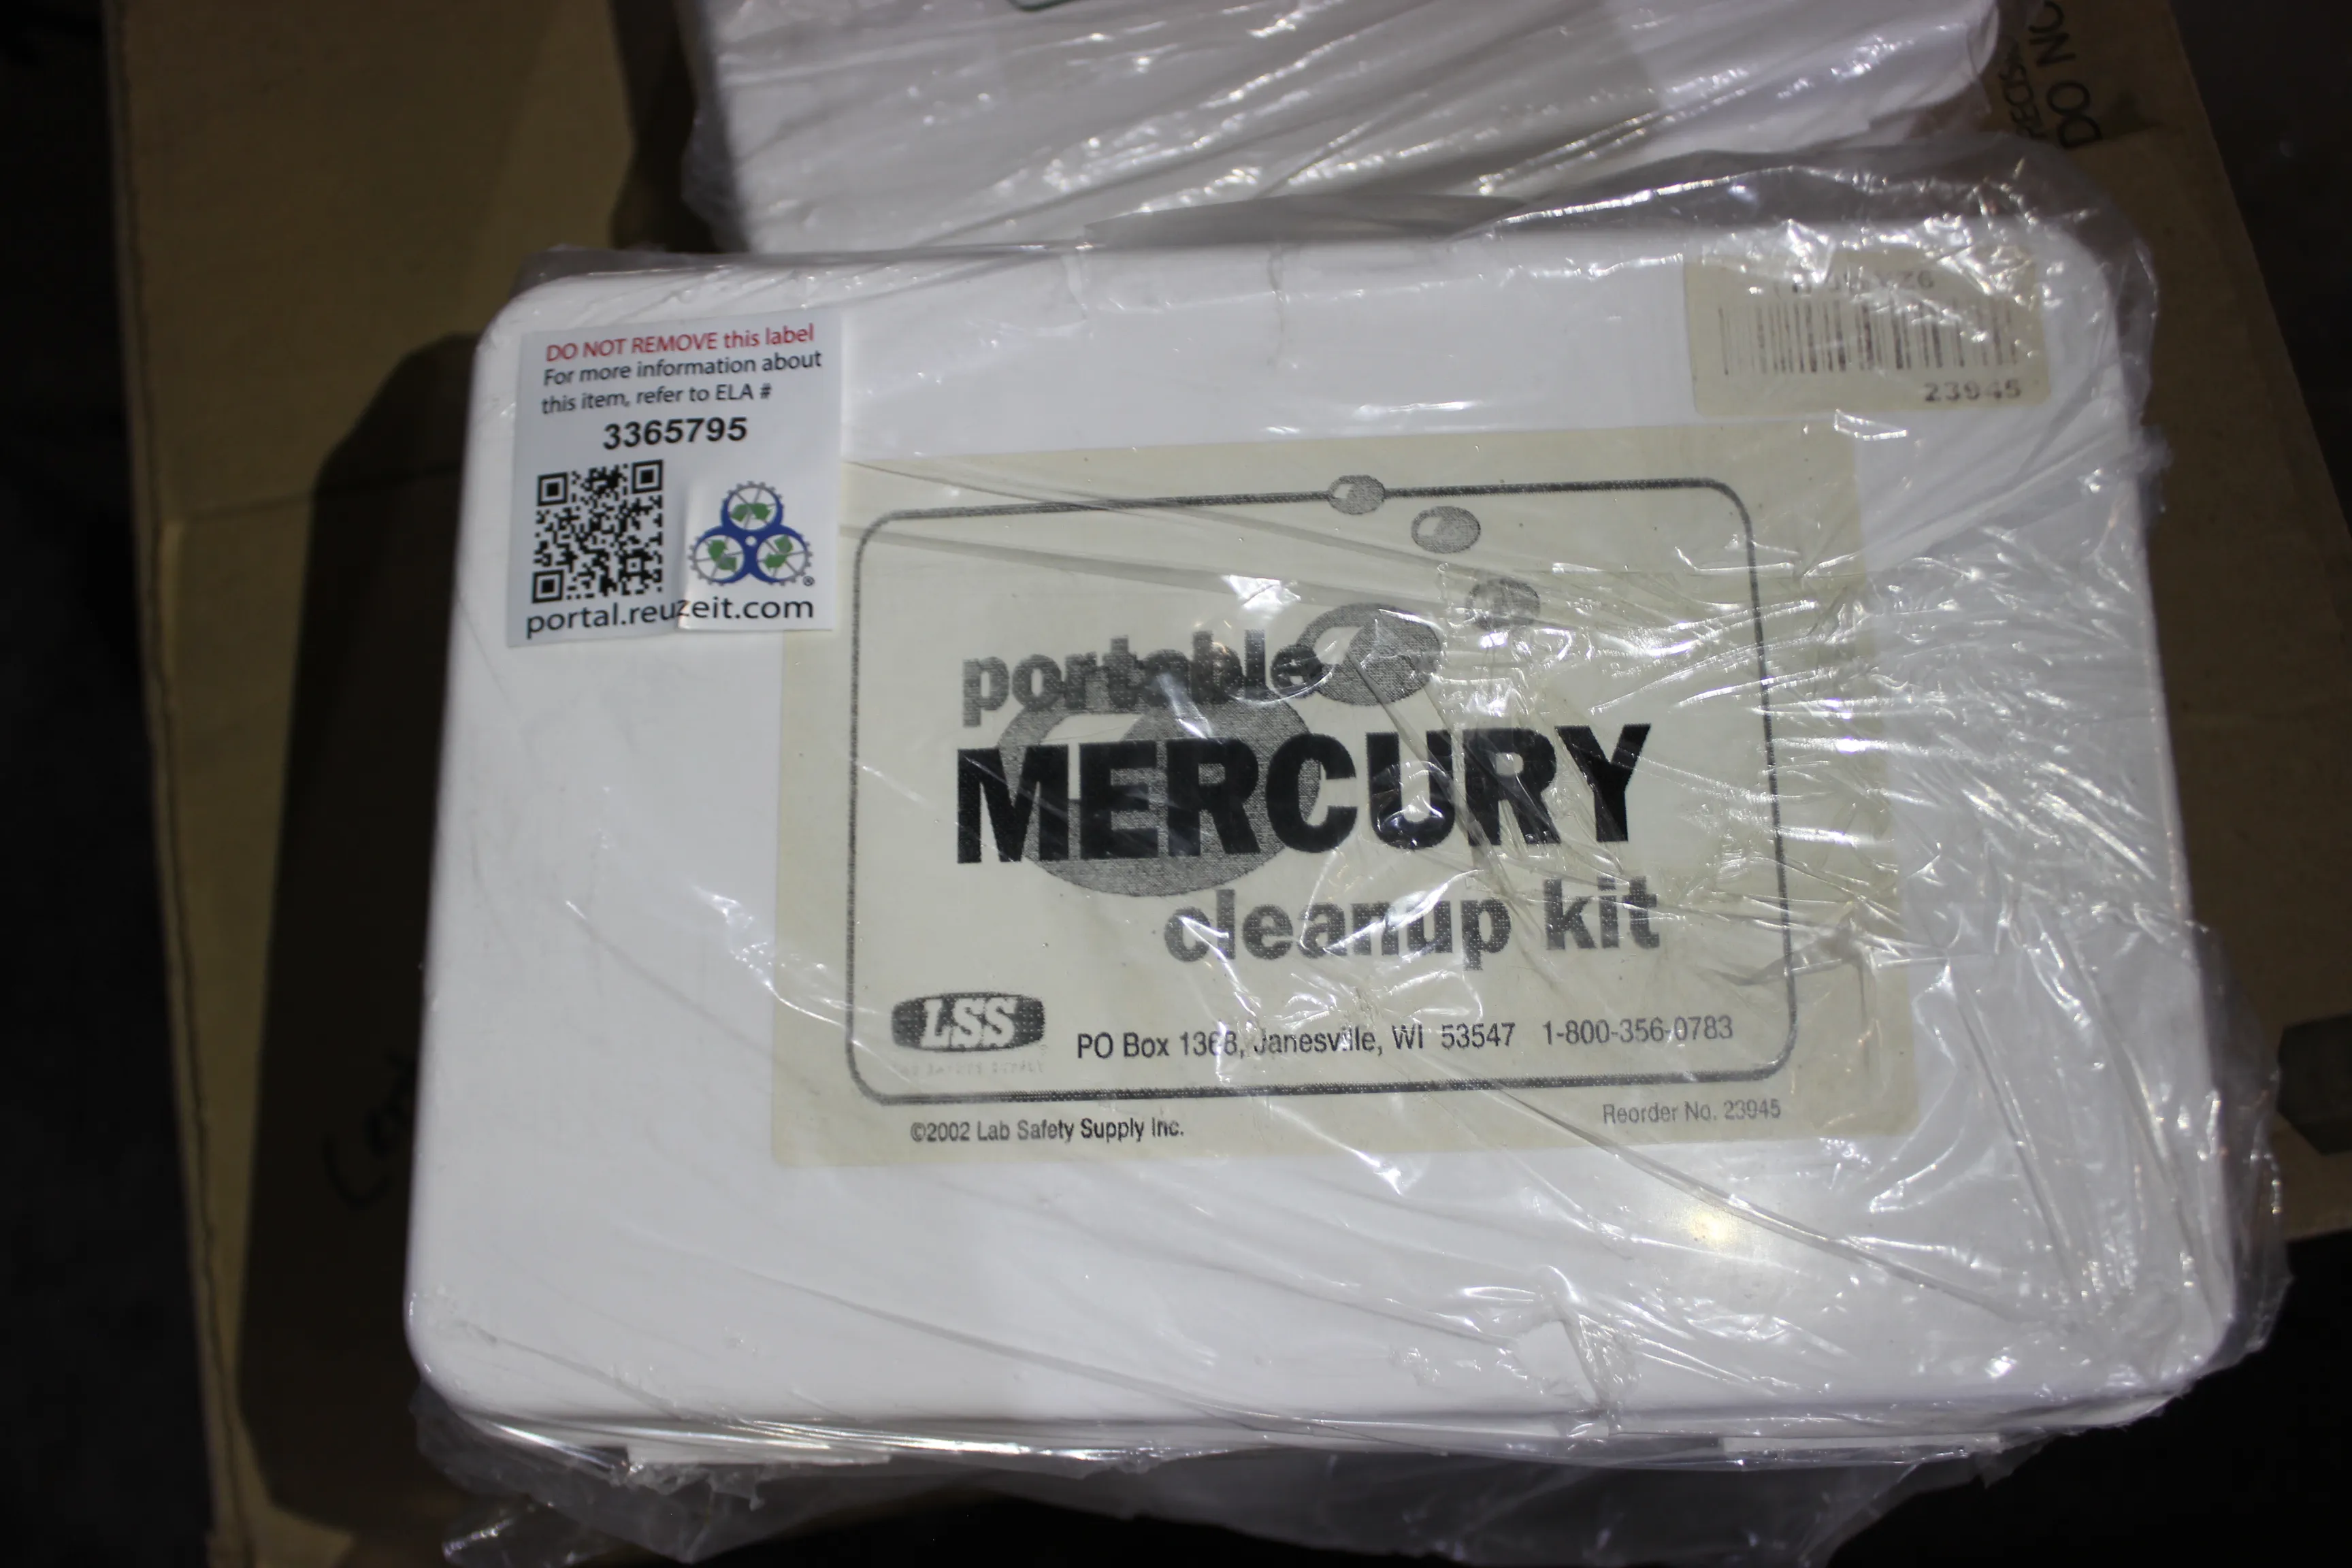 DO NOT REMOVE this label
For more information about
this item, refer to ELA #
3365795
portal.reuzeit.com
23945
portable
MERCURY
cleanup kit
LSS
PO Box 1368, Janesville, WI 53547 1-800-356-0783
©2002 Lab Safety Supply Inc.
Reorder No. 23945
DO NO